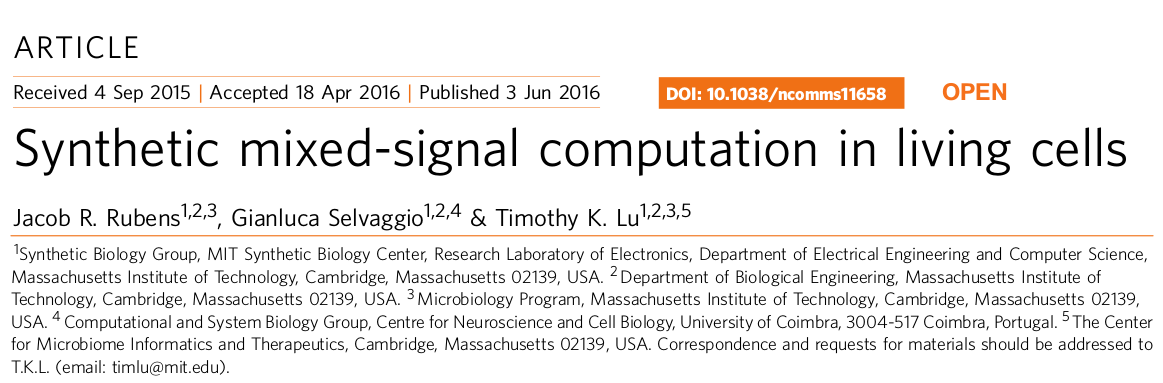 ARTICLE
Received 4 Sep 2015 | Accepted 18 Apr 2016 | Published 3 Jun 2016 DOI: 10.1038/ncomms11658 OPEN
Synthetic mixed-signal computation in living cells
Jacob R. Rubens1,2,3, Gianluca Selvaggio1,2,4 & Timothy K. Lu1,2,3,5
1Synthetic Biology Group, MIT Synthetic Biology Center, Research Laboratory of Electronics, Department of Electrical Engineering and Computer Science,
Massachusetts Institute of Technology, Cambridge, Massachusetts 02139, USA. 2 Department of Biological Engineering, Massachusetts Institute of
Technology, Cambridge, Massachusetts 02139, USA. 3 Microbiology Program, Massachusetts Institute of Technology, Cambridge, Massachusetts 02139,
USA. 4 Computational and System Biology Group, Centre for Neuroscience and Cell Biology, University of Coimbra, 3004-517 Coimbra, Portugal. 5 The Center
for Microbiome Informatics and Therapeutics, Cambridge, Massachusetts 02139, USA. Correspondence and requests for materials should be addressed to
T.K.L. (email: timlu@mit.edu).